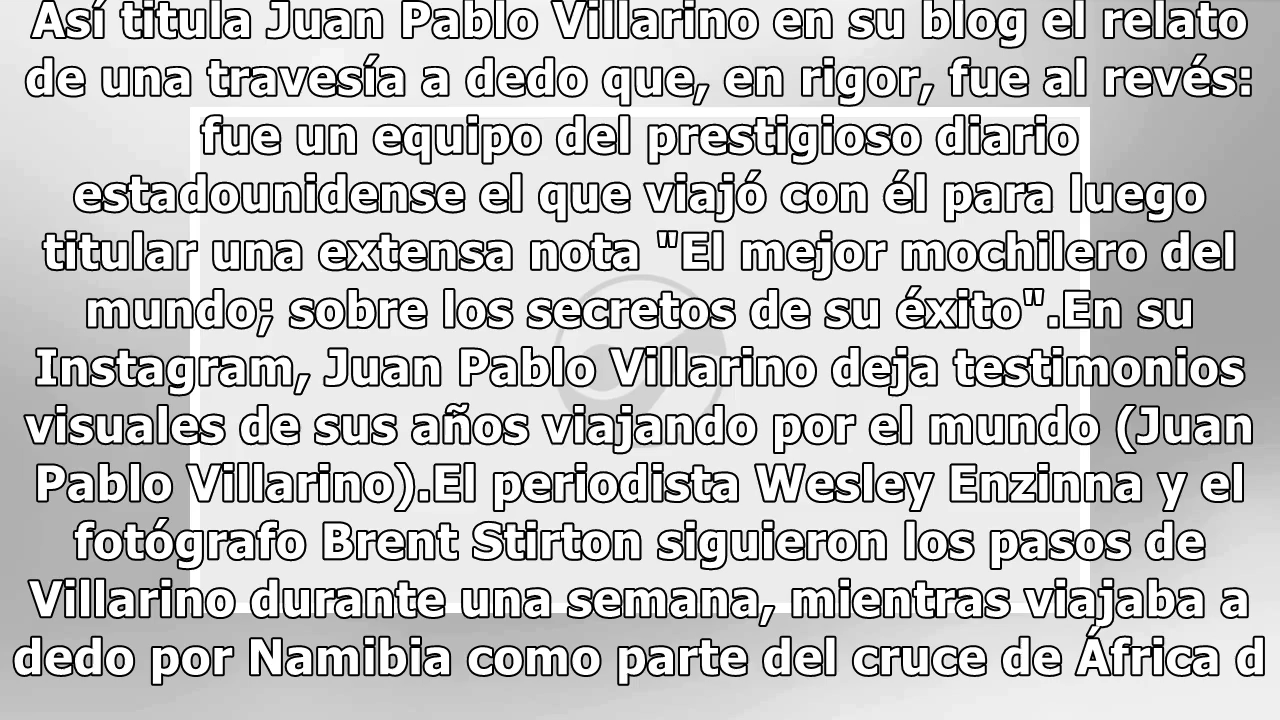 Así titula Juan Pablo Villarino en su blog el relato
de una travesía a dedo que, en rigor, fue al revés:
fue un equipo del prestigioso diario
estadounidense el que viajó con él para luego
titular una extensa nota "El mejor mochilero del
mundo; sobre los secretos de su éxito".En su
Instagram, Juan Pablo Villarino deja testimonios
visuales de sus años viajando por el mundo (Juan
Pablo Villarino).El periodista Wesley Enzinna y el
fotógrafo Brent Stirton siguieron los pasos de
Villarino durante una semana, mientras viajaba a
dedo por Namibia como parte del cruce de África d